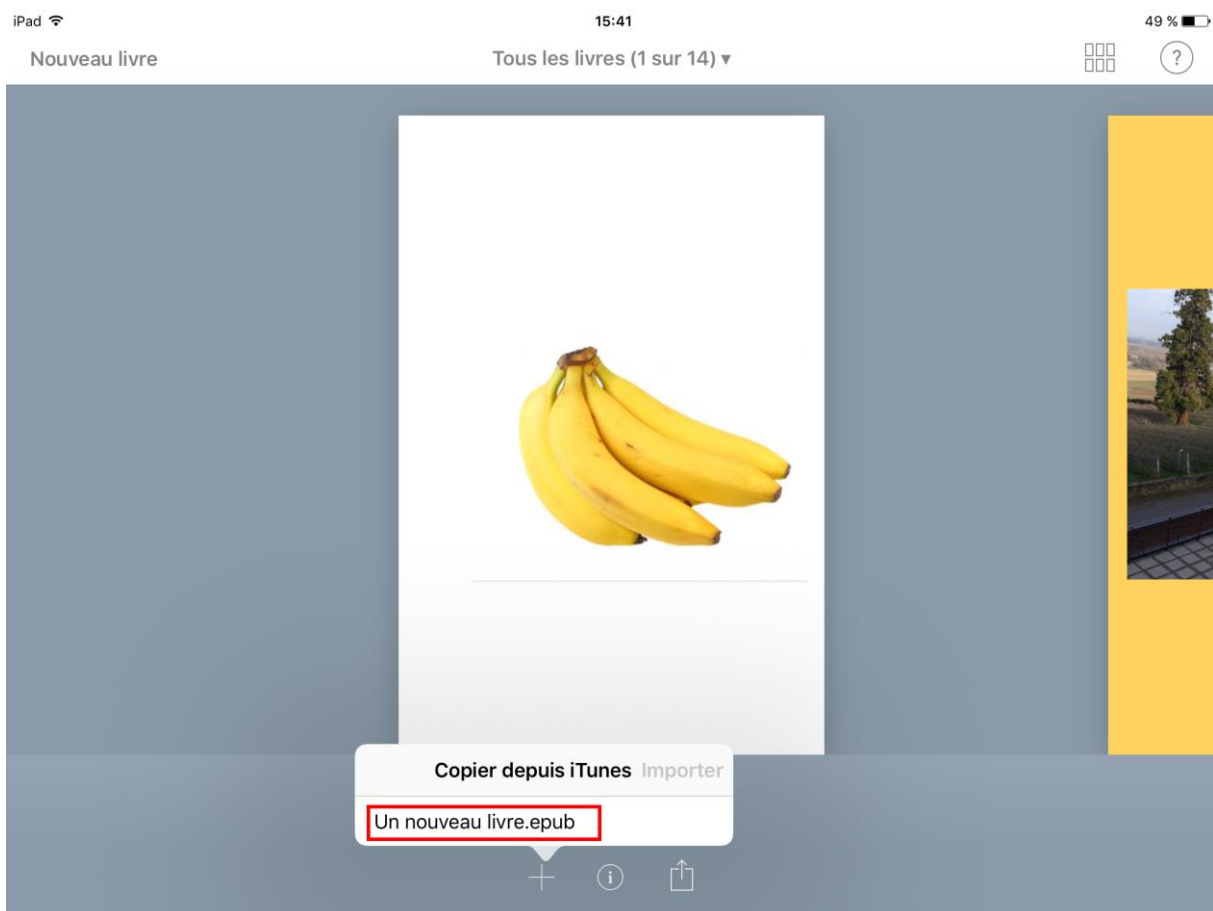 iPad 15:41 49 %
Nouveau livre Tous les livres (1 sur 14) ▾ ?
Copier depuis iTunes Importer
Un nouveau livre.epub